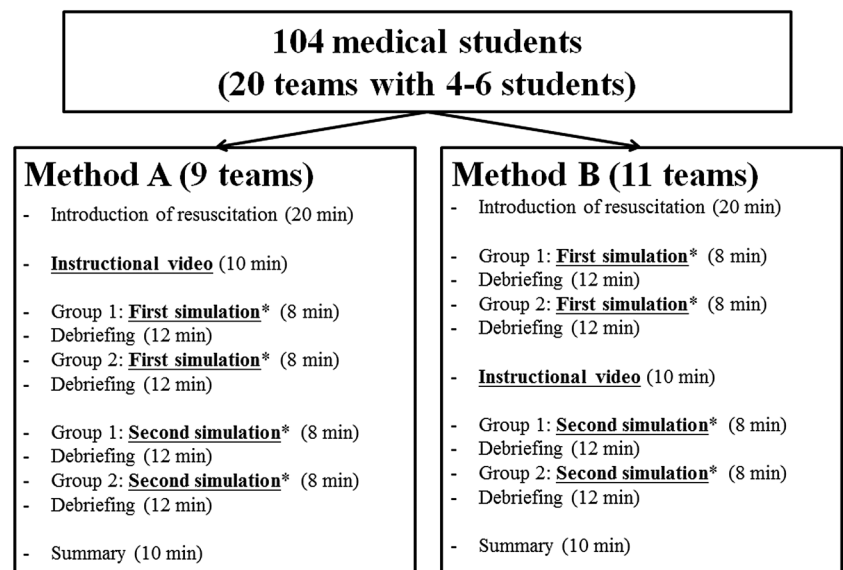 104 medical students
(20 teams with 4-6 students)
Method A (9 teams)
- Introduction of resuscitation (20 min)
- Instructional video (10 min)
- Group 1: First simulation* (8 min)
- Debriefing (12 min)
- Group 2: First simulation* (8 min)
- Debriefing (12 min)
- Group 1: Second simulation* (8 min)
- Debriefing (12 min)
- Group 2: Second simulation* (8 min)
- Debriefing (12 min)
- Summary (10 min)
Method B (11 teams)
- Introduction of resuscitation (20 min)
- Group 1: First simulation* (8 min)
- Debriefing (12 min)
- Group 2: First simulation* (8 min)
- Debriefing (12 min)
- Instructional video (10 min)
- Group 1: Second simulation* (8 min)
- Debriefing (12 min)
- Group 2: Second simulation* (8 min)
- Debriefing (12 min)
- Summary (10 min)